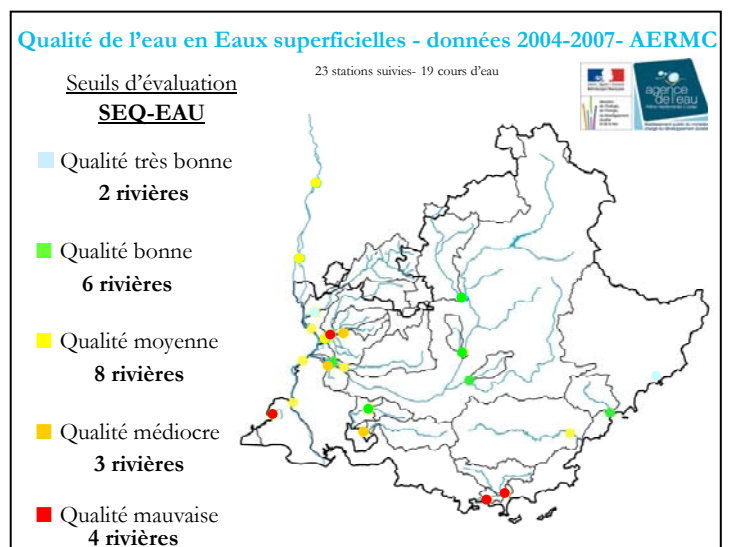 Qualité de l'eau en Eaux superficielles - données 2004-2007- AERMC
23 stations suivies- 19 cours d'eau
Seuils d'évaluation
SEQ-EAU
agence
de l'eau
Qualité très bonne
2 rivières
Qualité bonne
6 rivières
Qualité moyenne
8 rivières
Qualité médiocre
3 rivières
Qualité mauvaise
4 rivières